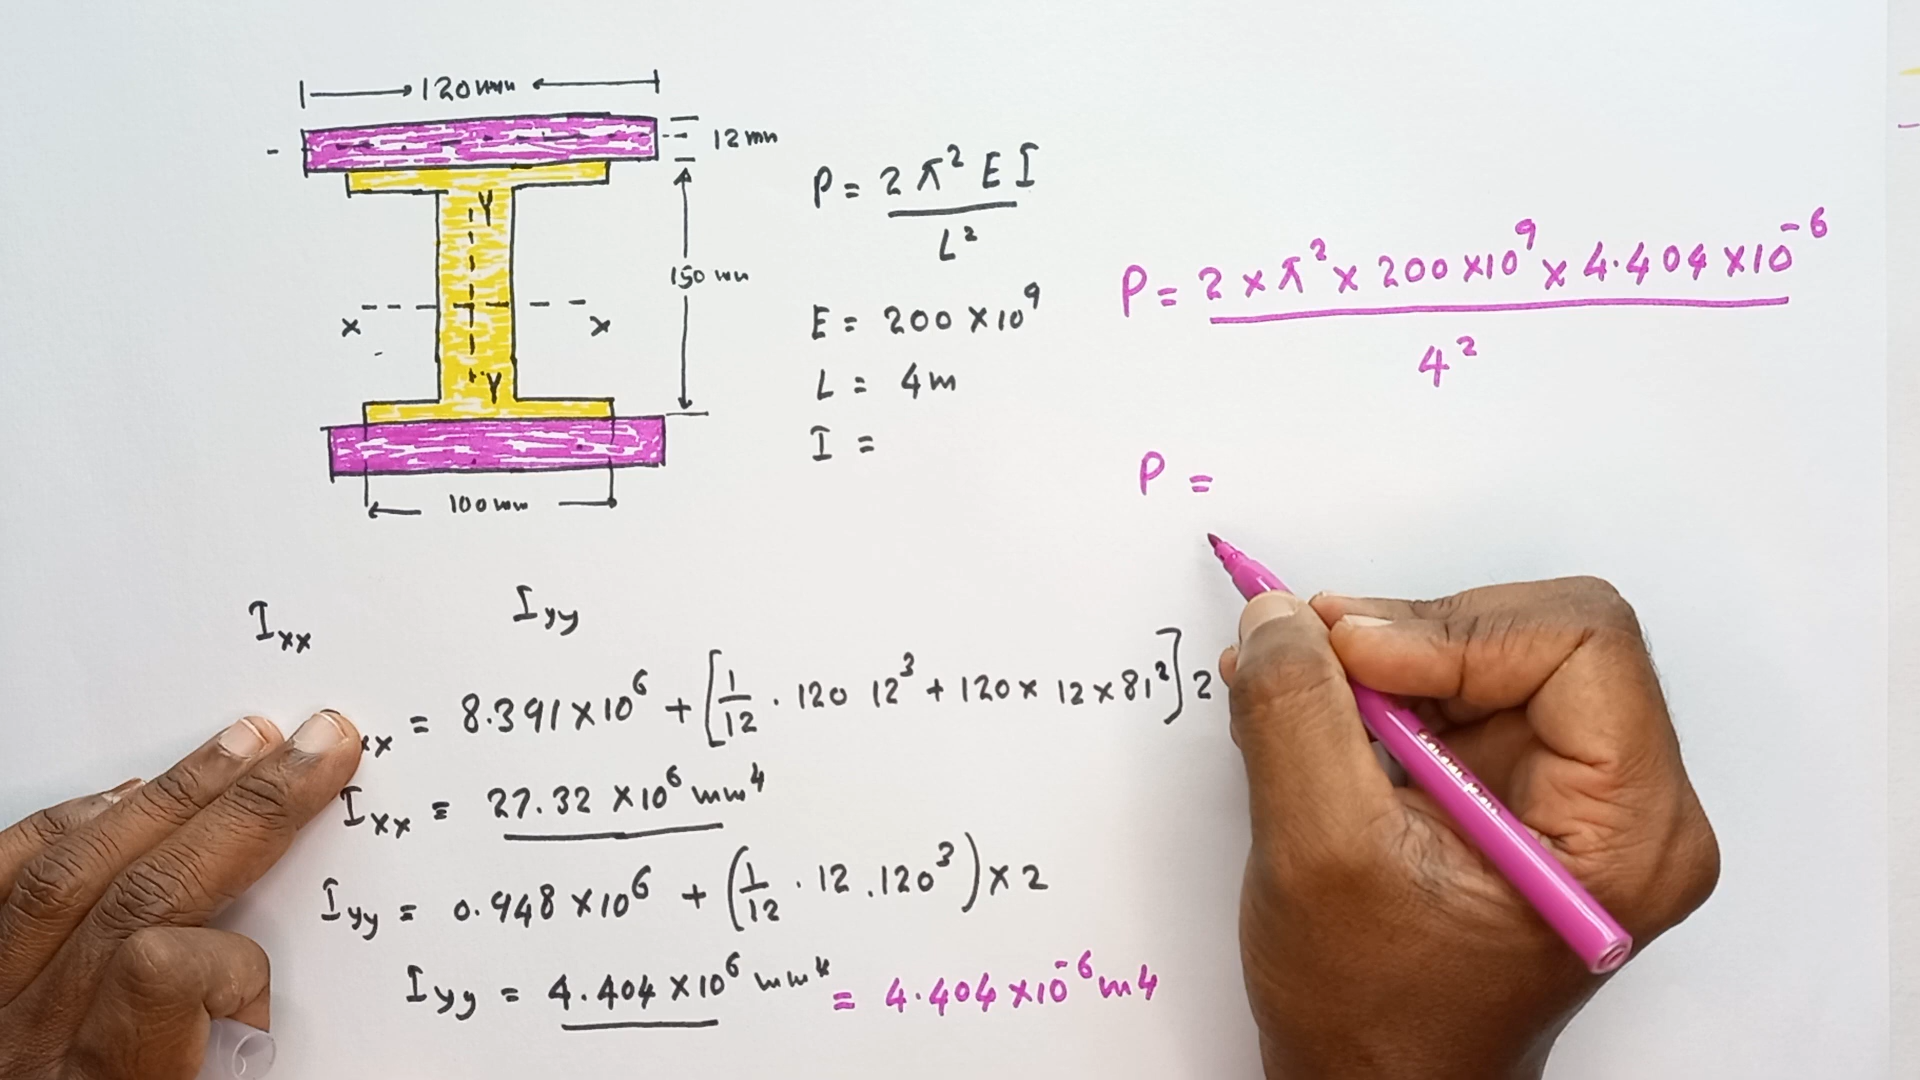 120mm
12mm
Y
150mm
x x
Y
100mm
P = 2π² E I
L²
E = 200 × 10⁹
L = 4m
I =
P = 2 × π² × 200 ×10⁹ × 4.404 ×10⁻⁶
4²
P =
Ixx Iyy
xx = 8.391×10⁶ + [1/12 . 120 12³ + 120 × 12 × 81²] 2
Ixx = 27.32 ×10⁶ mm⁴
Iyy = 0.948 ×10⁶ + (1/12 . 12 .120³) × 2
Iyy = 4.404 ×10⁶ mm⁴ = 4.404 ×10⁻⁶ m4